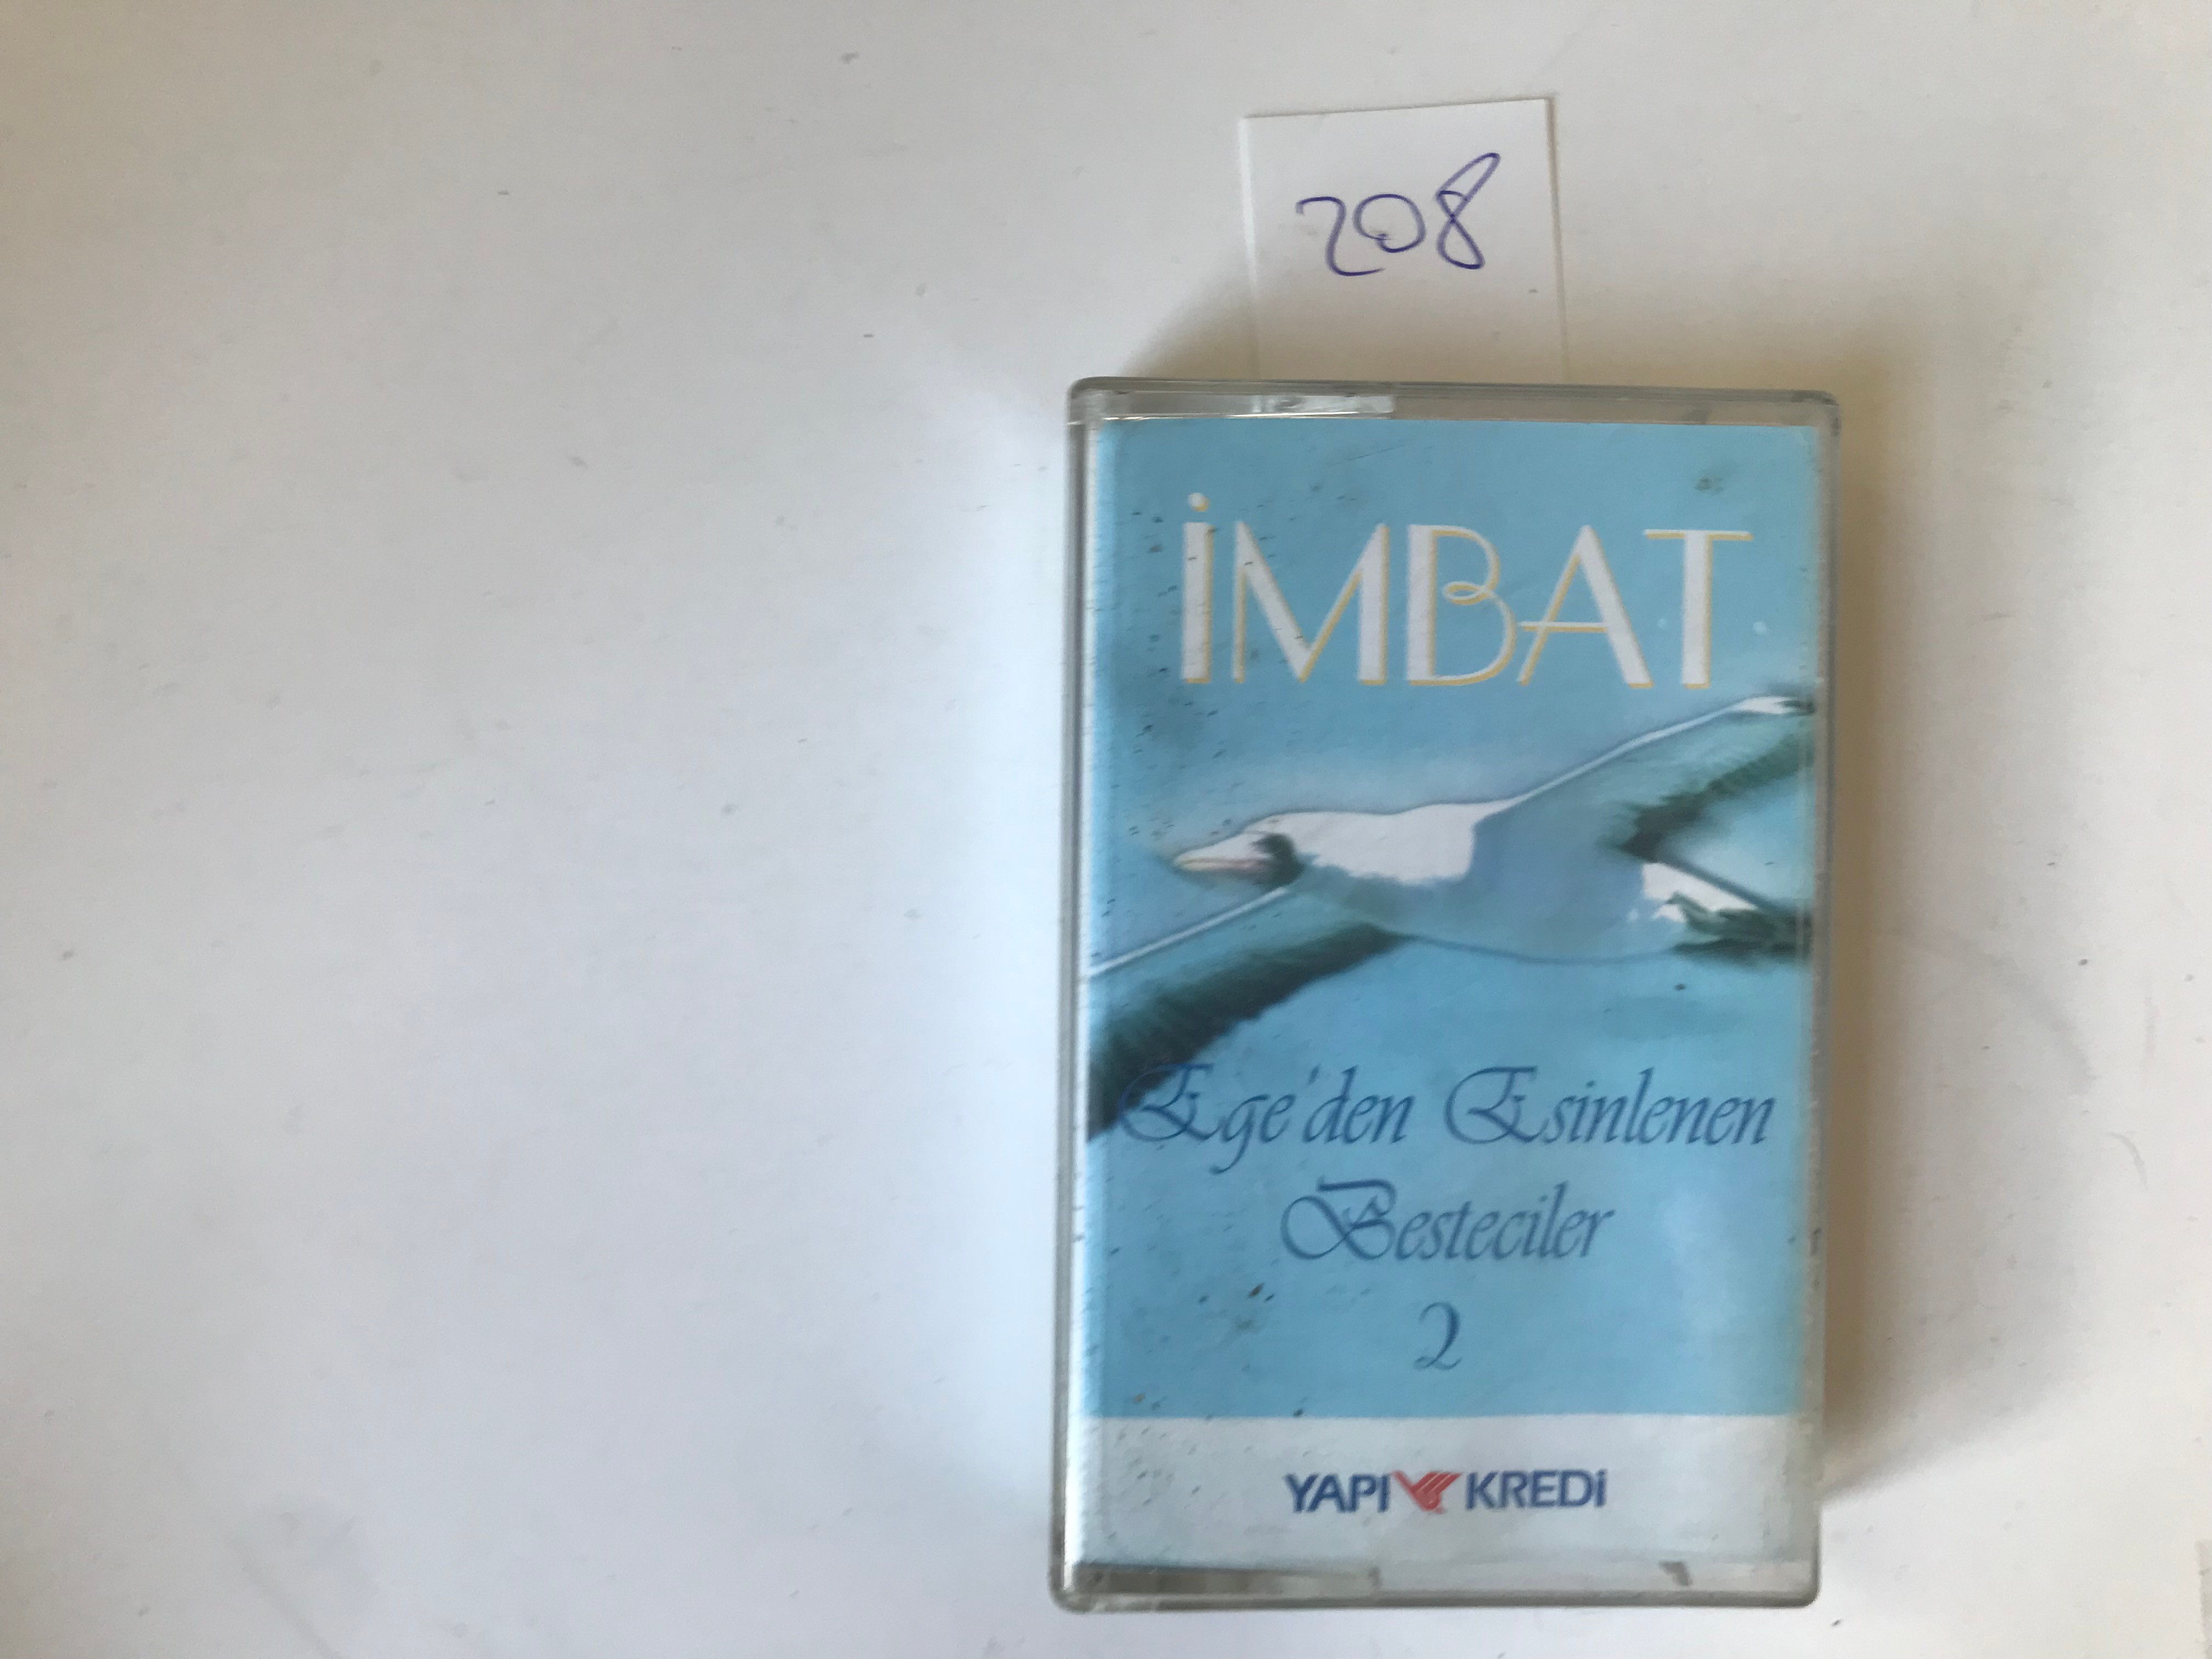 208
İMBAT
Ege'den Esinlenen
Besteciler
2
YAPI KREDİ